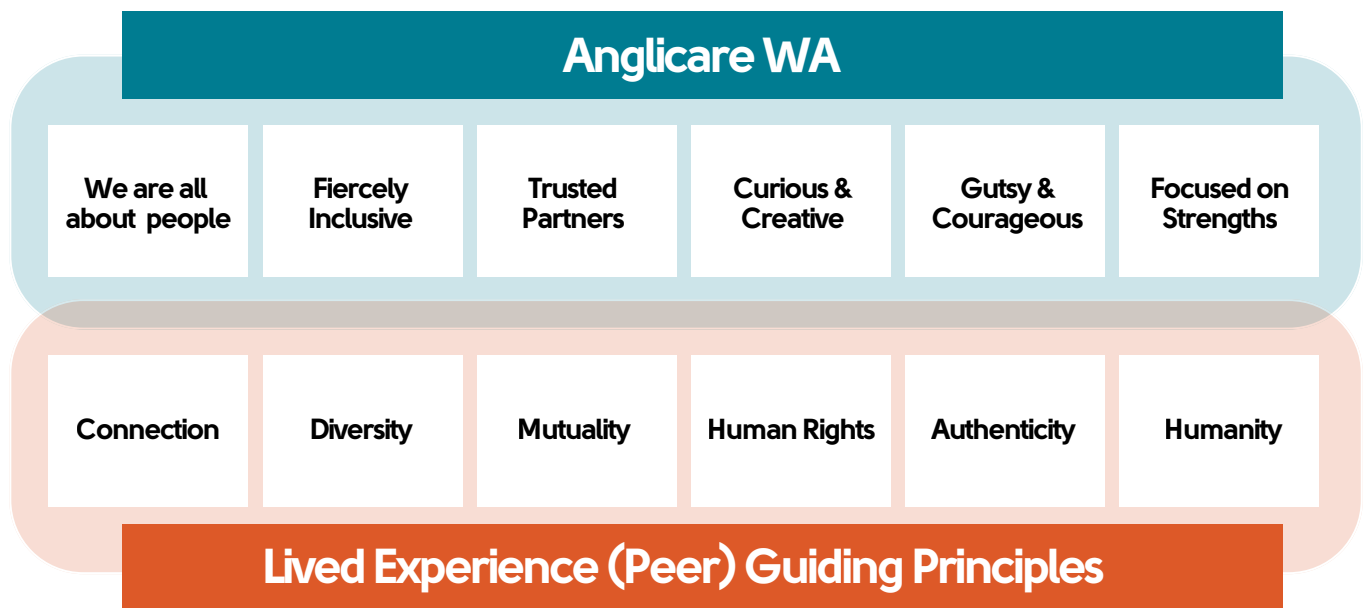 Anglicare WA
We are all
about people
Fiercely
Inclusive
Trusted
Partners
Curious &
Creative
Gutsy &
Courageous
Focused on
Strengths
Connection
Diversity
Mutuality
Human Rights
Authenticity
Humanity
Lived Experience (Peer) Guiding Principles